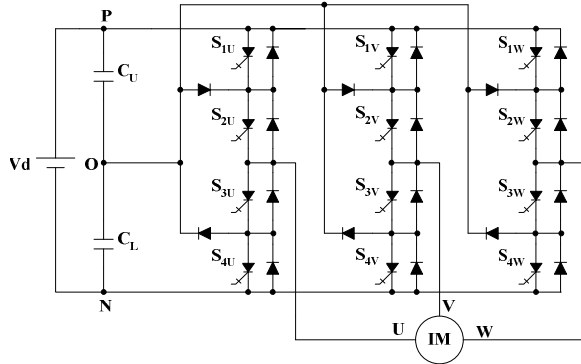 P
S1U
S1V
S1W
CU
S2U
S2V
S2W
Vd
O
S3U
S3V
S3W
CL
S4U
S4V
S4W
N
V
U
IM
W